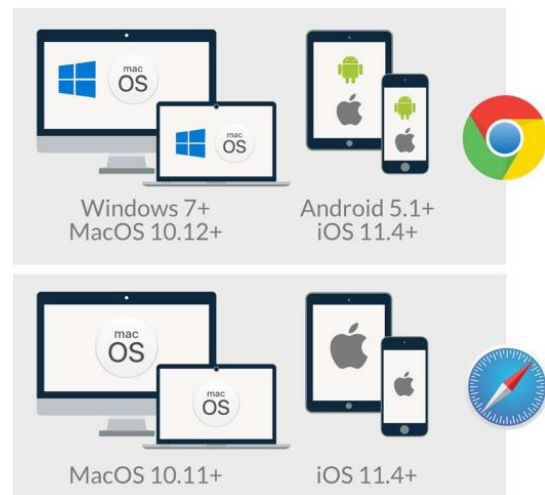 mac
OS
mac
OS
Windows 7+
MacOS 10.12+
Android 5.1+
iOS 11.4+
mac
OS
mac
OS
MacOS 10.11+
iOS 11.4+